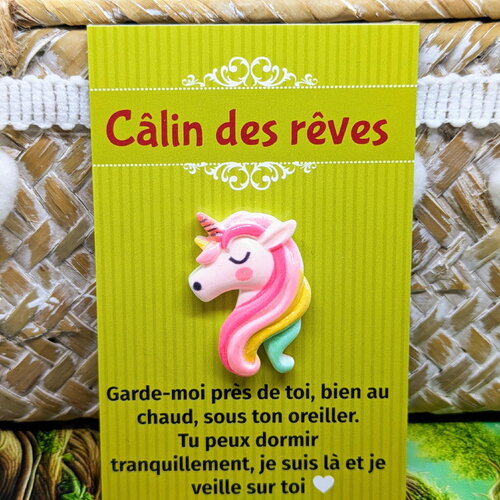 Câlin des rêves
Garde-moi près de toi, bien au
chaud, sous ton oreiller.
Tu peux dormir
tranquillement, je suis là et je
veille sur toi